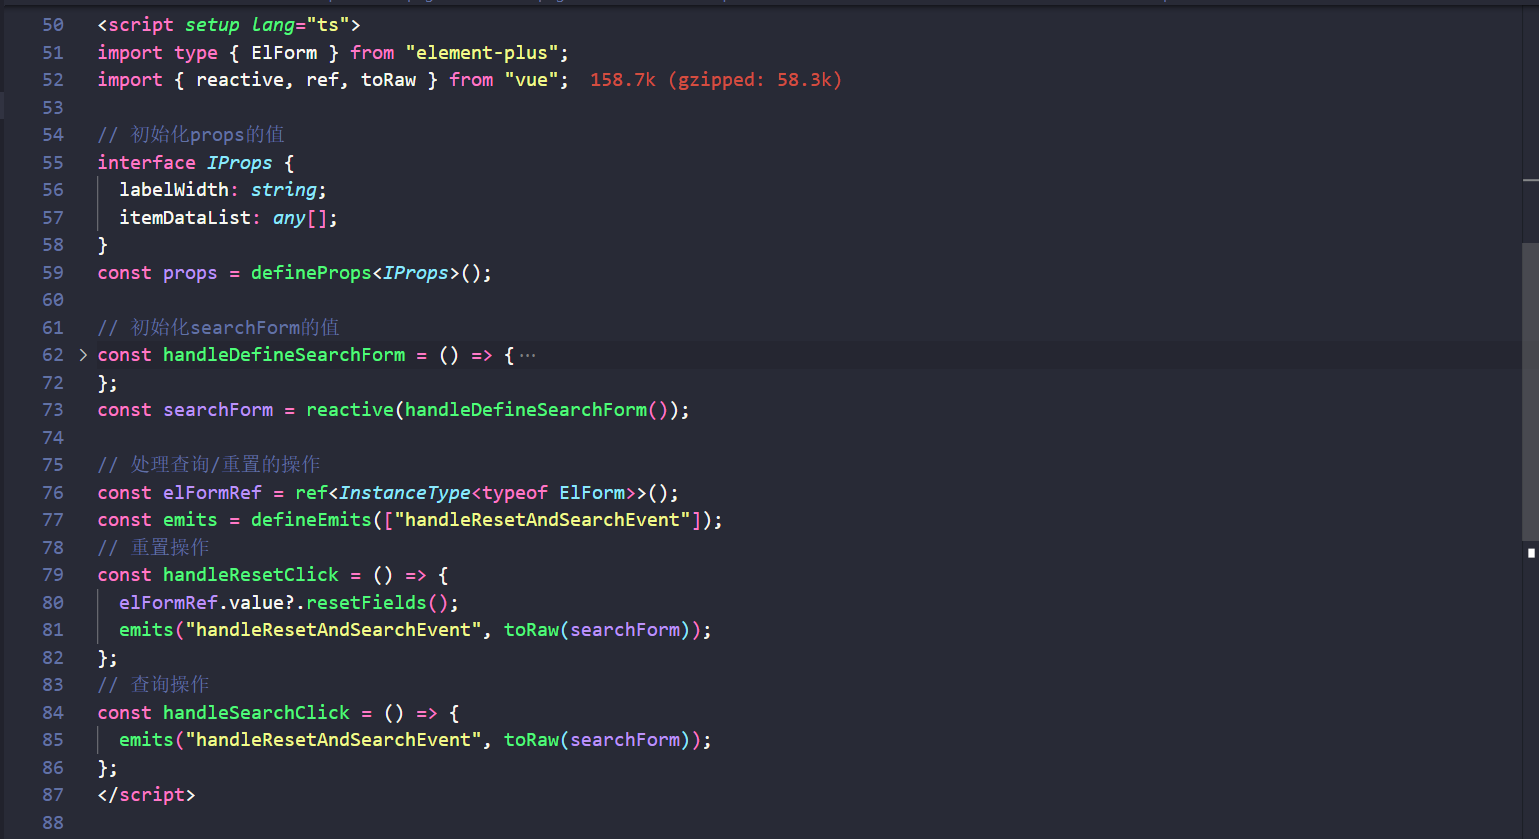 50 <script setup lang="ts">
51 import type { ElForm } from "element-plus";
52 import { reactive, ref, toRaw } from "vue"; 158.7k (gzipped: 58.3k)
53
54 // 初始化props的值
55 interface IProps {
56   labelWidth: string;
57   itemDataList: any[];
58 }
59 const props = defineProps<IProps>();
60
61 // 初始化searchForm的值
62 const handleDefineSearchForm = () => {···
72 };
73 const searchForm = reactive(handleDefineSearchForm());
74
75 // 处理查询/重置的操作
76 const elFormRef = ref<InstanceType<typeof ElForm>>();
77 const emits = defineEmits(["handleResetAndSearchEvent"]);
78 // 重置操作
79 const handleResetClick = () => {
80   elFormRef.value?.resetFields();
81   emits("handleResetAndSearchEvent", toRaw(searchForm));
82 };
83 // 查询操作
84 const handleSearchClick = () => {
85   emits("handleResetAndSearchEvent", toRaw(searchForm));
86 };
87 </script>
88